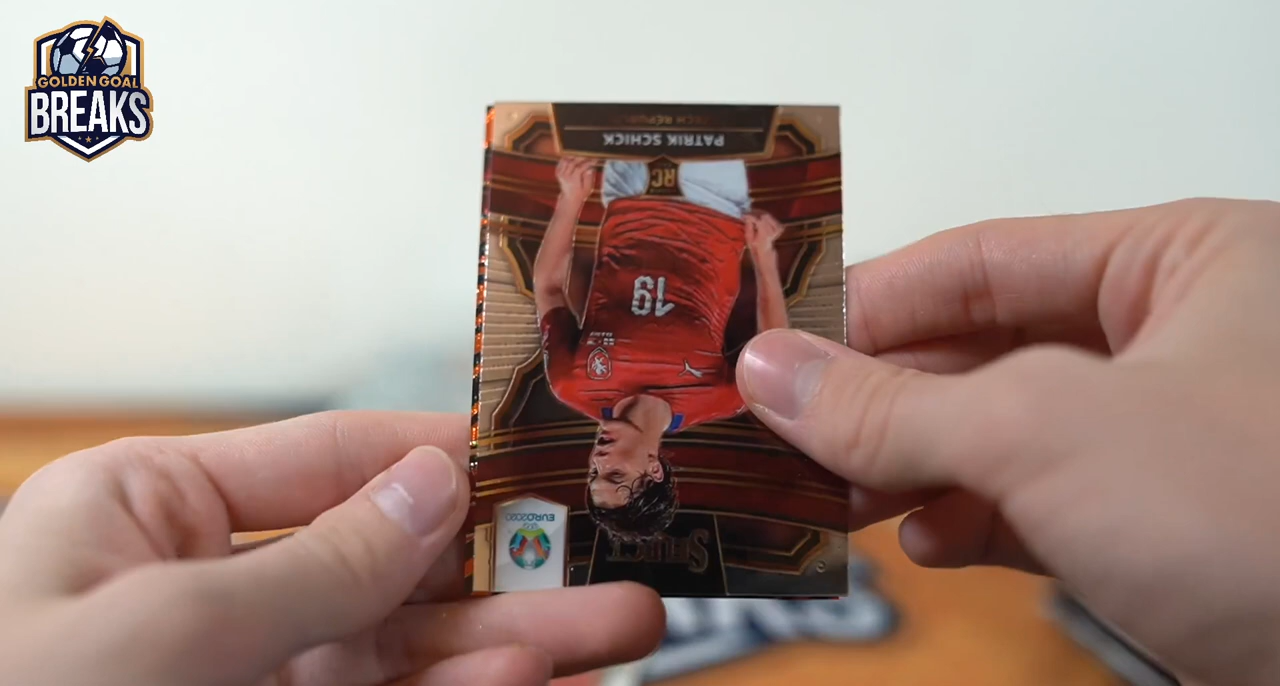 GOLDEN GOAL
BREAKS
CZECH REPUBLIC
PATRIK SCHICK
RC
19
EURO2020
SELECT